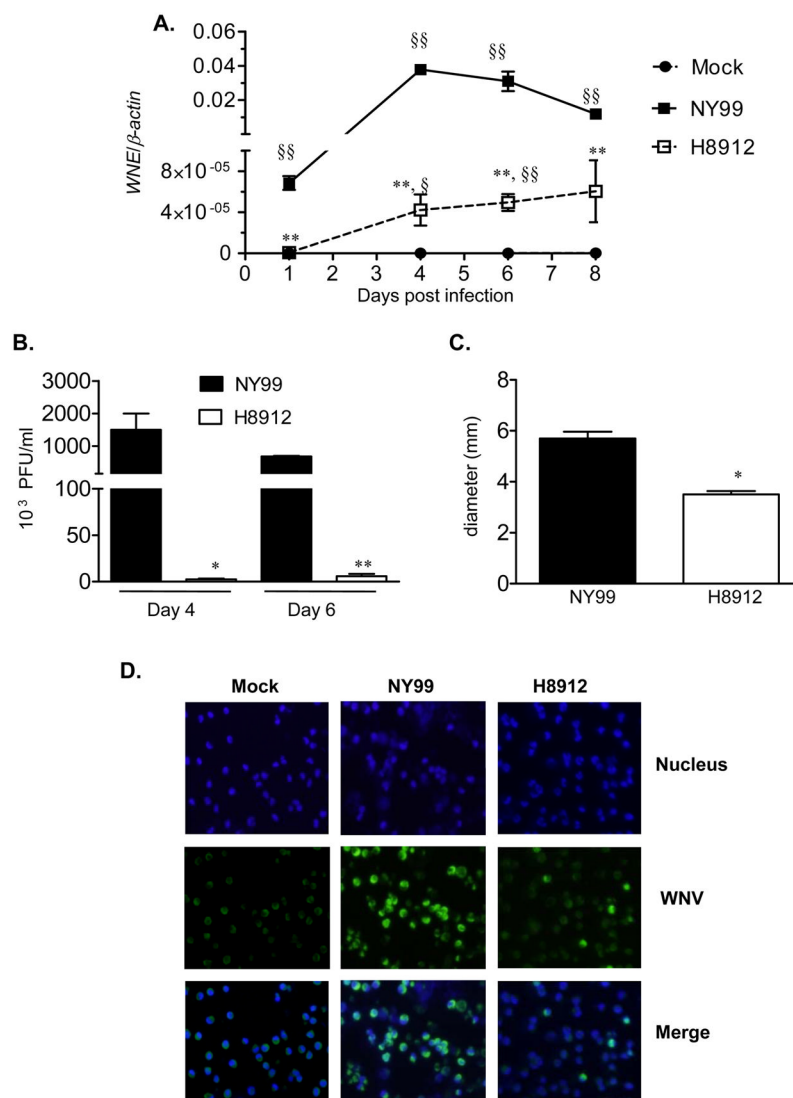 A.
0.06
0.04
0.02
8×10⁻⁰⁵
4×10⁻⁰⁵
0
WNE/β-actin
§§
§§
§§
§§
**
**, §
**, §§
**
0 1 2 3 4 5 6 7 8
Days post infection
Mock
NY99
H8912
B.
3000
2000
1000
100
50
0
10³ PFU/ml
NY99
H8912
*
**
Day 4
Day 6
C.
8
6
4
2
0
diameter (mm)
*
NY99
H8912
D.
Mock NY99 H8912
Nucleus
WNV
Merge